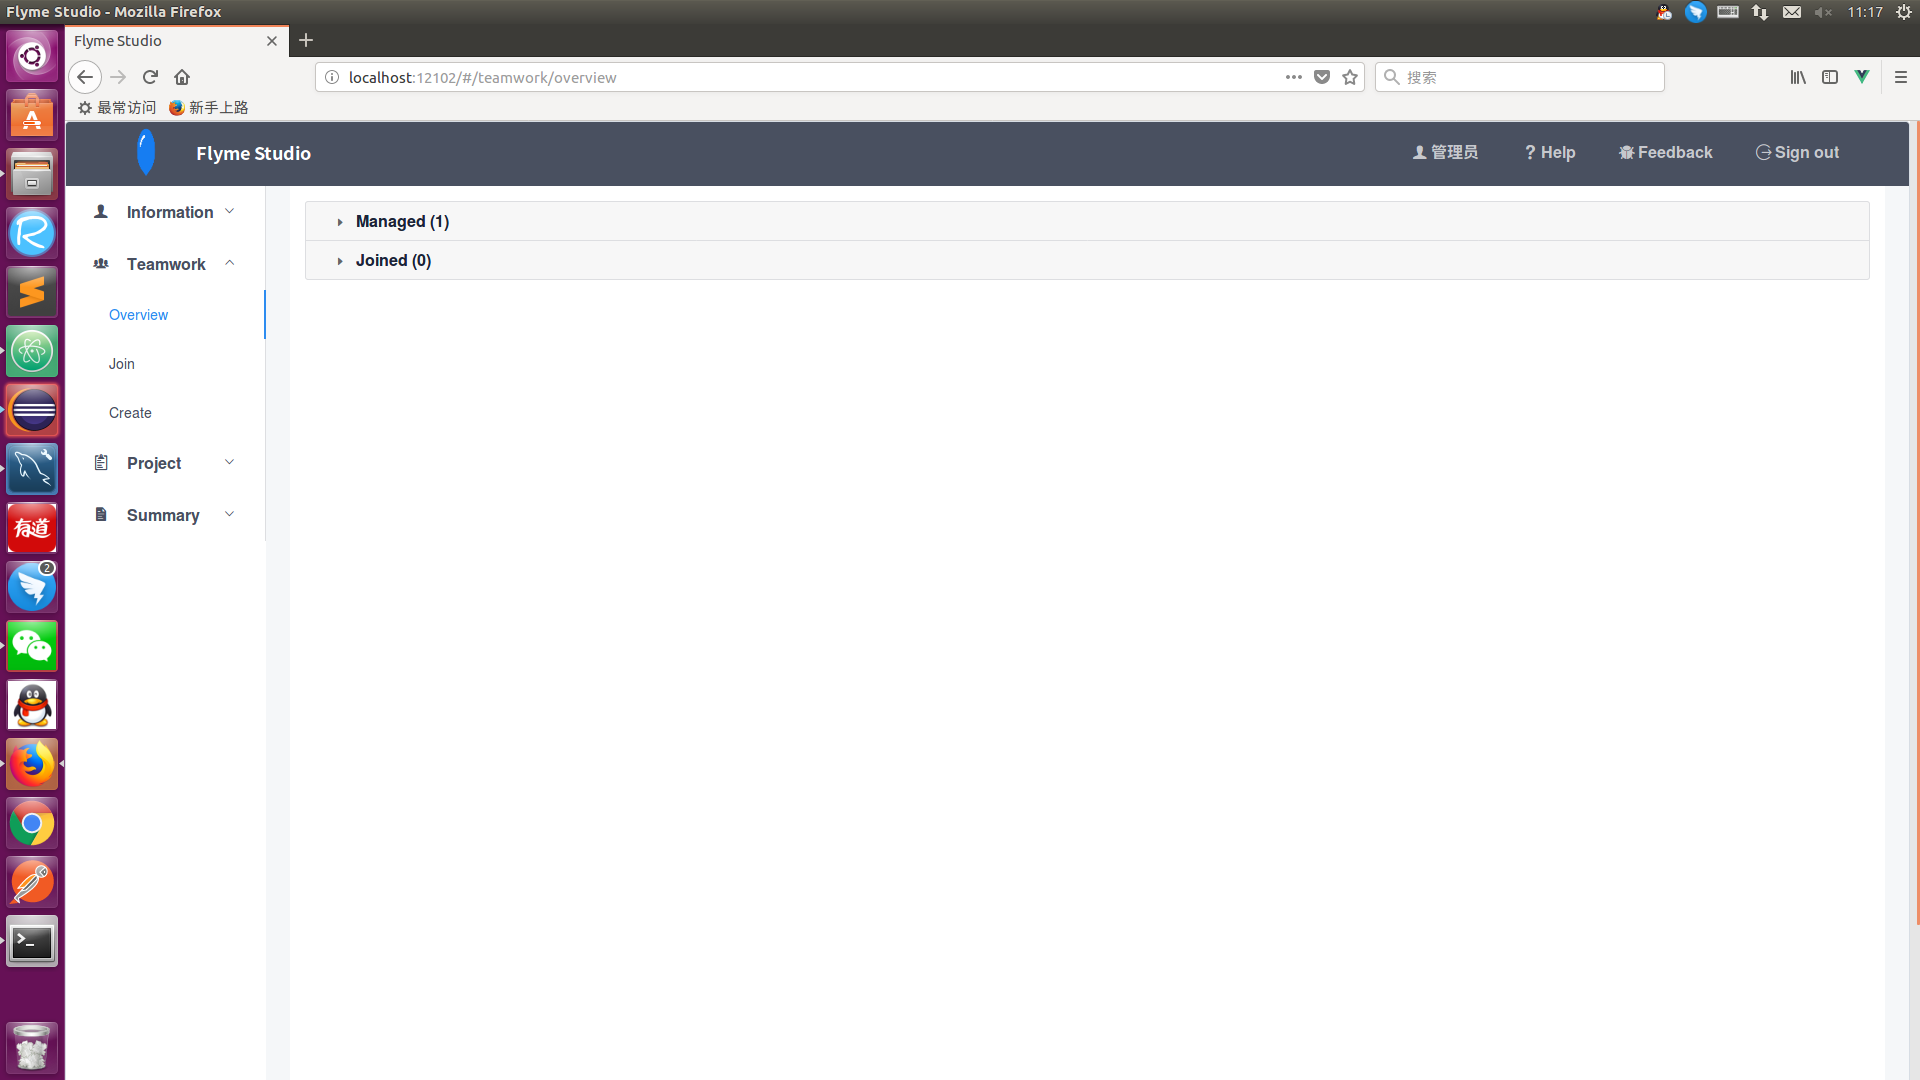 Flyme Studio - Mozilla Firefox
11:17
Flyme Studio
localhost:12102/#/teamwork/overview
搜索
最常访问
新手上路
Flyme Studio
管理员
? Help
Feedback
Sign out
Information
Teamwork
Overview
Join
Create
Project
Summary
Managed (1)
Joined (0)
A
R
有道
2
>_